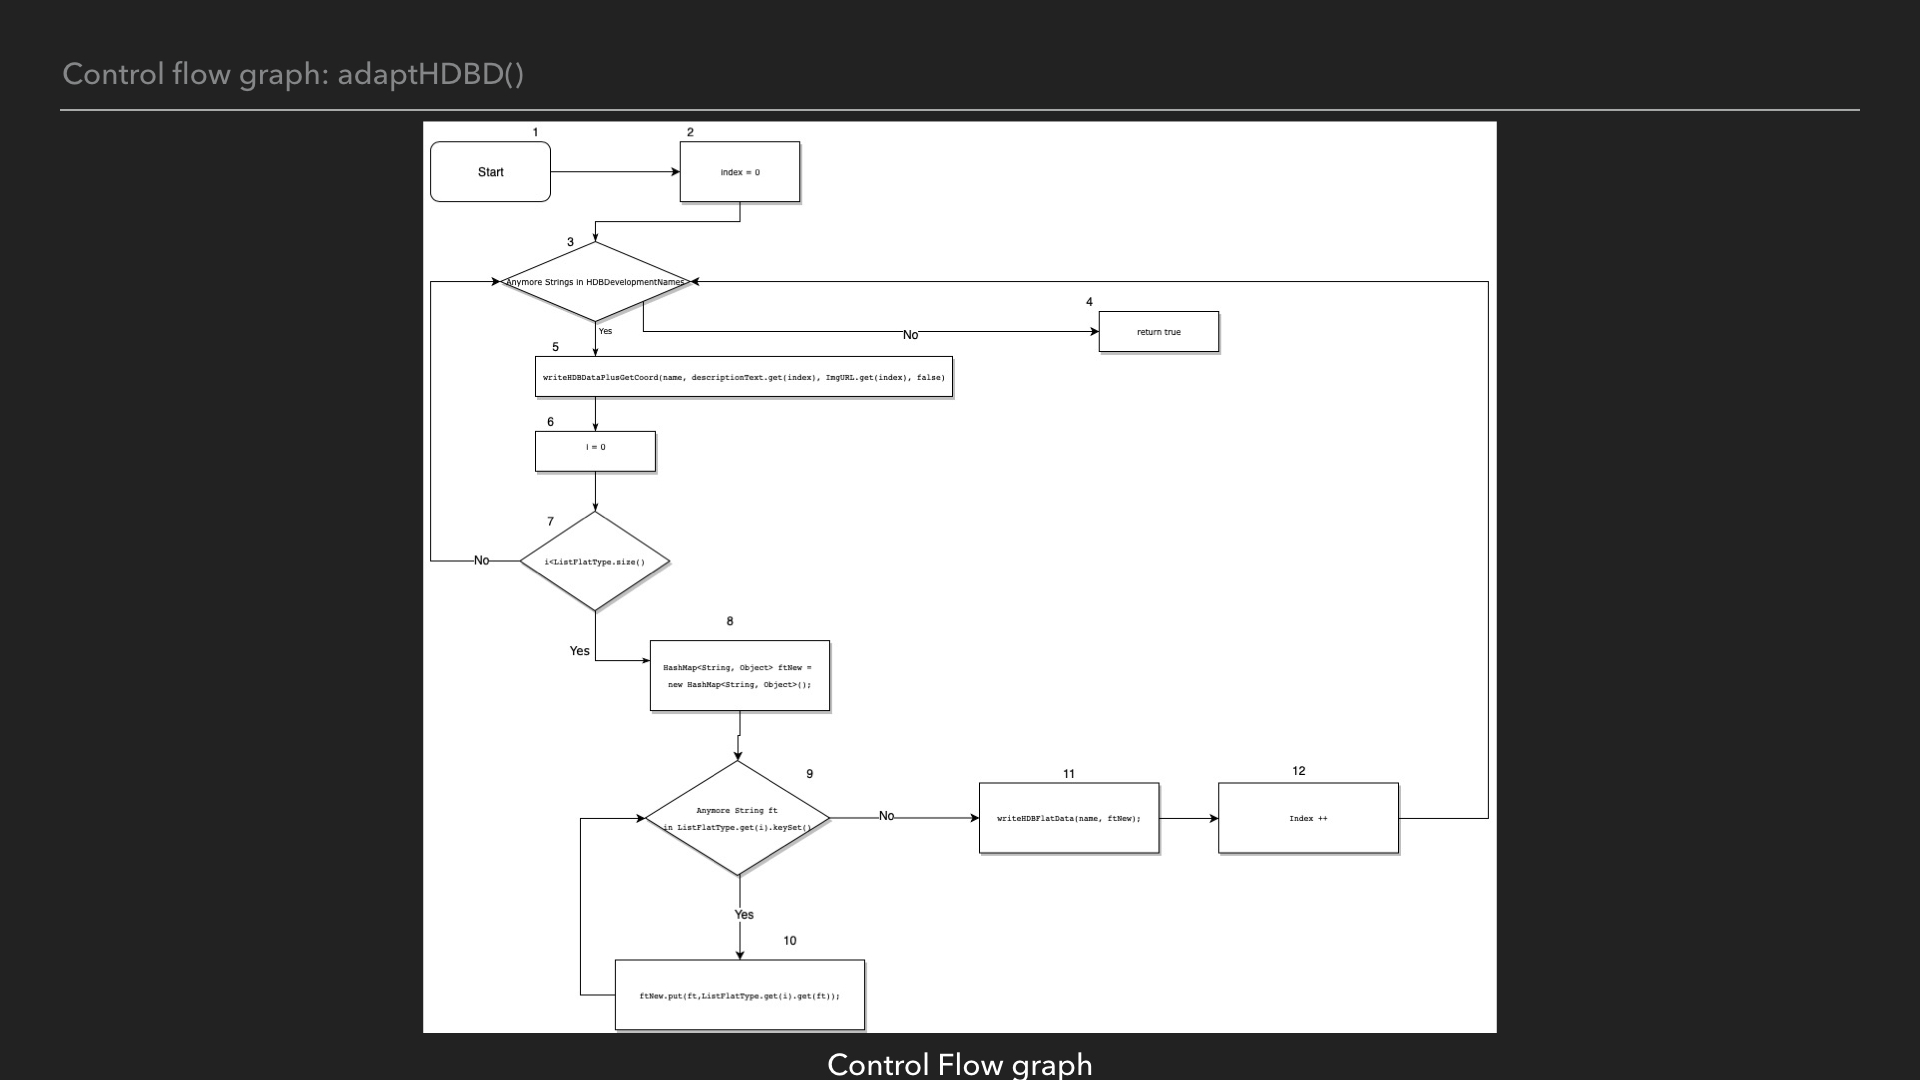 Control flow graph: adaptHDBD()
1
2
Start
index = 0
3
Anymore Strings in HDBDevelopmentNames
4
Yes
No
return true
5
writeHDBDataPlusGetCoord(name, descriptionText.get(index), ImgURL.get(index), false)
6
i = 0
7
No
i<ListFlatType.size()
8
Yes
HashMap<String, Object> ftNew =
new HashMap<String, Object>();
9
11
12
Anymore String ft
in ListFlatType.get(i).keySet()
No
writeHDBFlatData(name, ftNew);
Index ++
Yes
10
ftNew.put(ft,ListFlatType.get(i).get(ft));
Control Flow graph